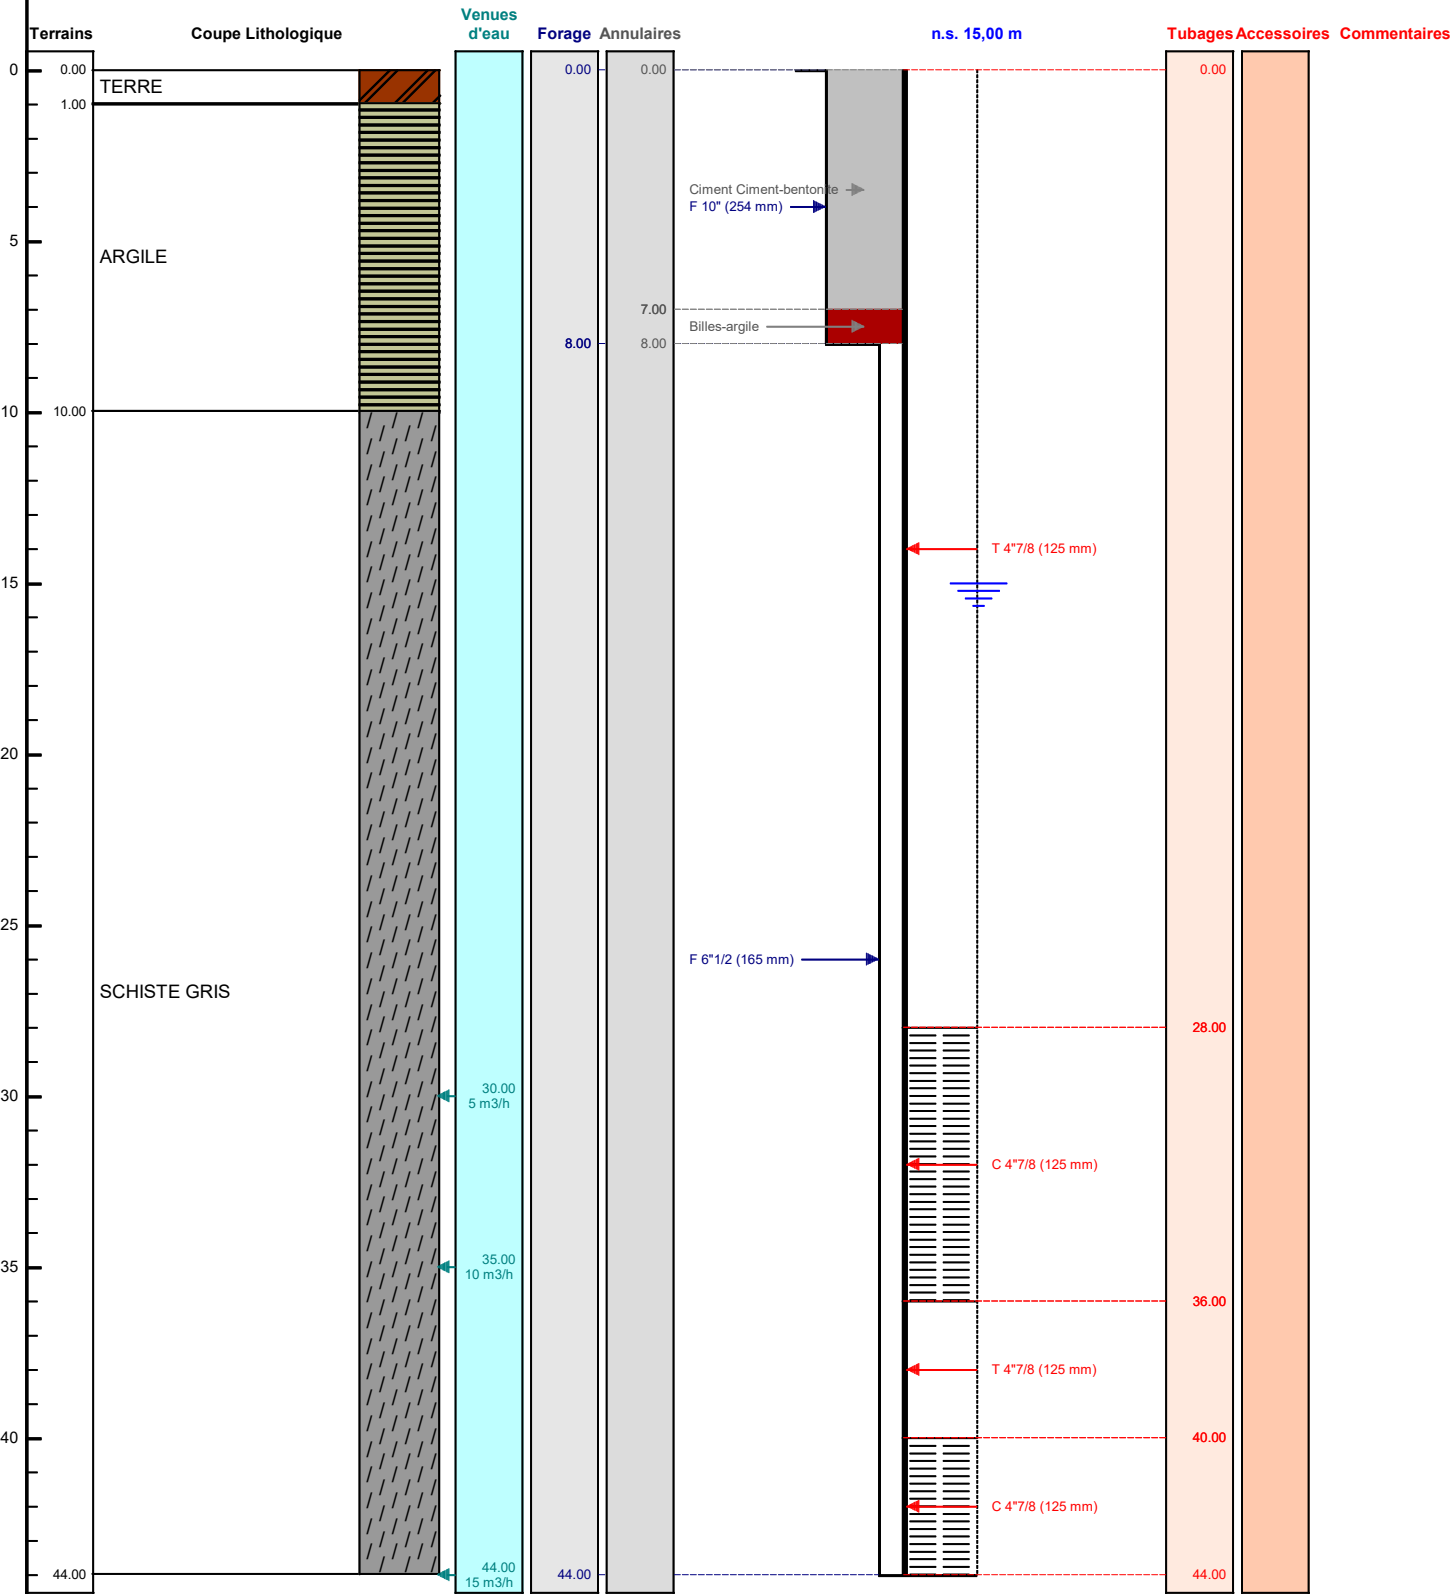 Terrains
Coupe Lithologique
Venues
d'eau
Forage
Annulaires
n.s. 15,00 m
Tubages
Accessoires
Commentaires
0
0.00
0.00
0.00
0.00
TERRE
1.00
Ciment Ciment-bentonite
F 10" (254 mm)
5
ARGILE
7.00
Billes-argile
8.00
8.00
10
10.00
T 4"7/8 (125 mm)
15
20
25
F 6"1/2 (165 mm)
SCHISTE GRIS
28.00
30
30.00
5 m3/h
C 4"7/8 (125 mm)
35
35.00
10 m3/h
36.00
T 4"7/8 (125 mm)
40
40.00
C 4"7/8 (125 mm)
44.00
44.00
15 m3/h
44.00
44.00